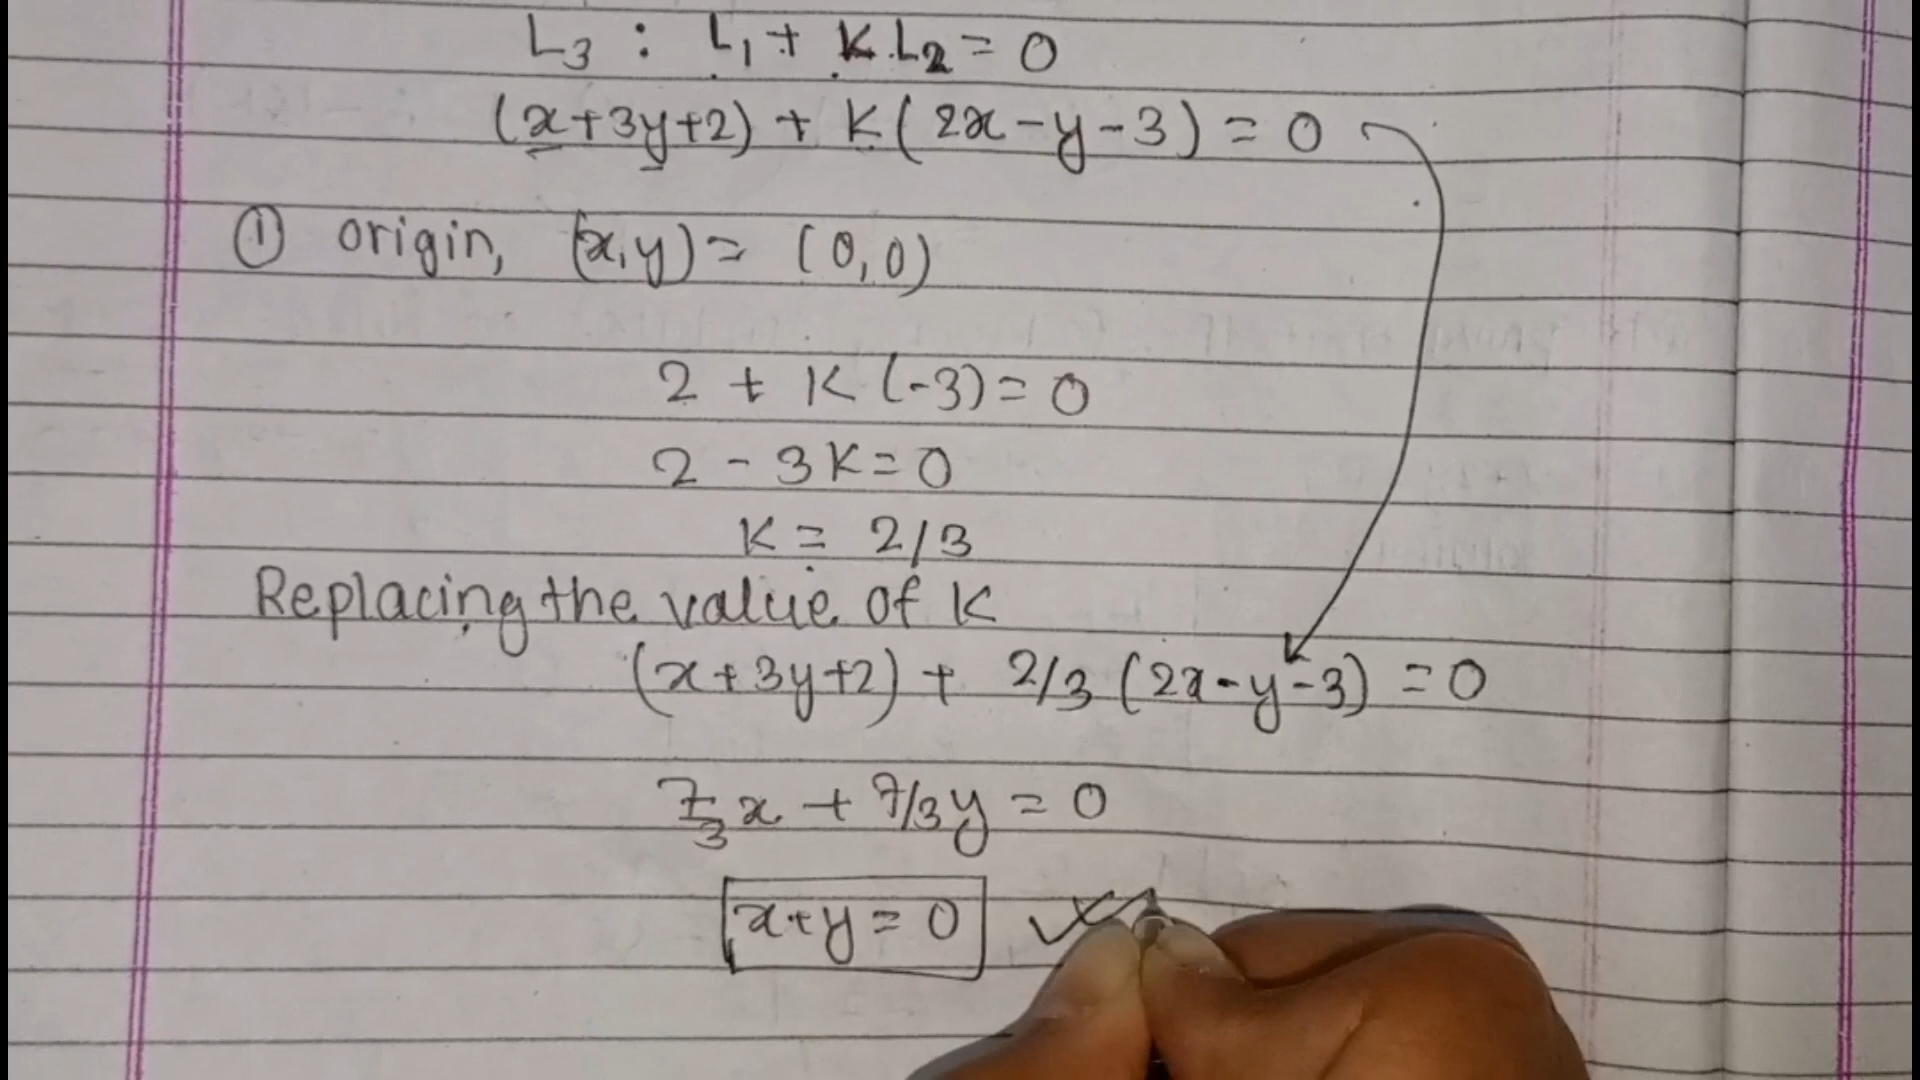 L₃ : L₁ + K L₂ = 0
(x+3y+2) + K(2x-y-3) = 0
① origin, (x,y) = (0,0)
2 + K(-3) = 0
2 - 3K = 0
K = 2/3
Replacing the value of K
(x+3y+2) + 2/3 (2x-y-3) = 0
7/3 x + 7/3 y = 0
x+y = 0